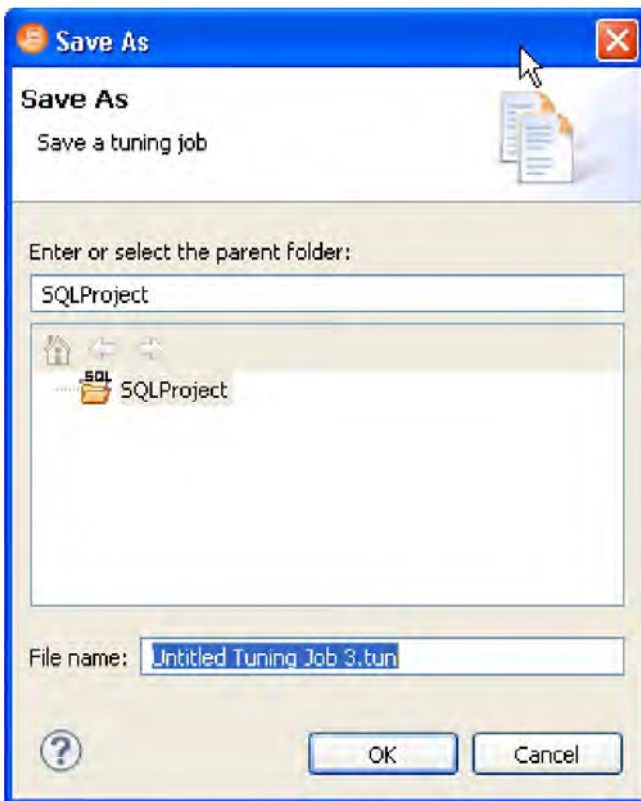 Save As
Save As
Save a tuning job
Enter or select the parent folder:
SQLProject
SQL
SQLProject
File name: Untitled Tuning Job 3.tun
?
OK Cancel